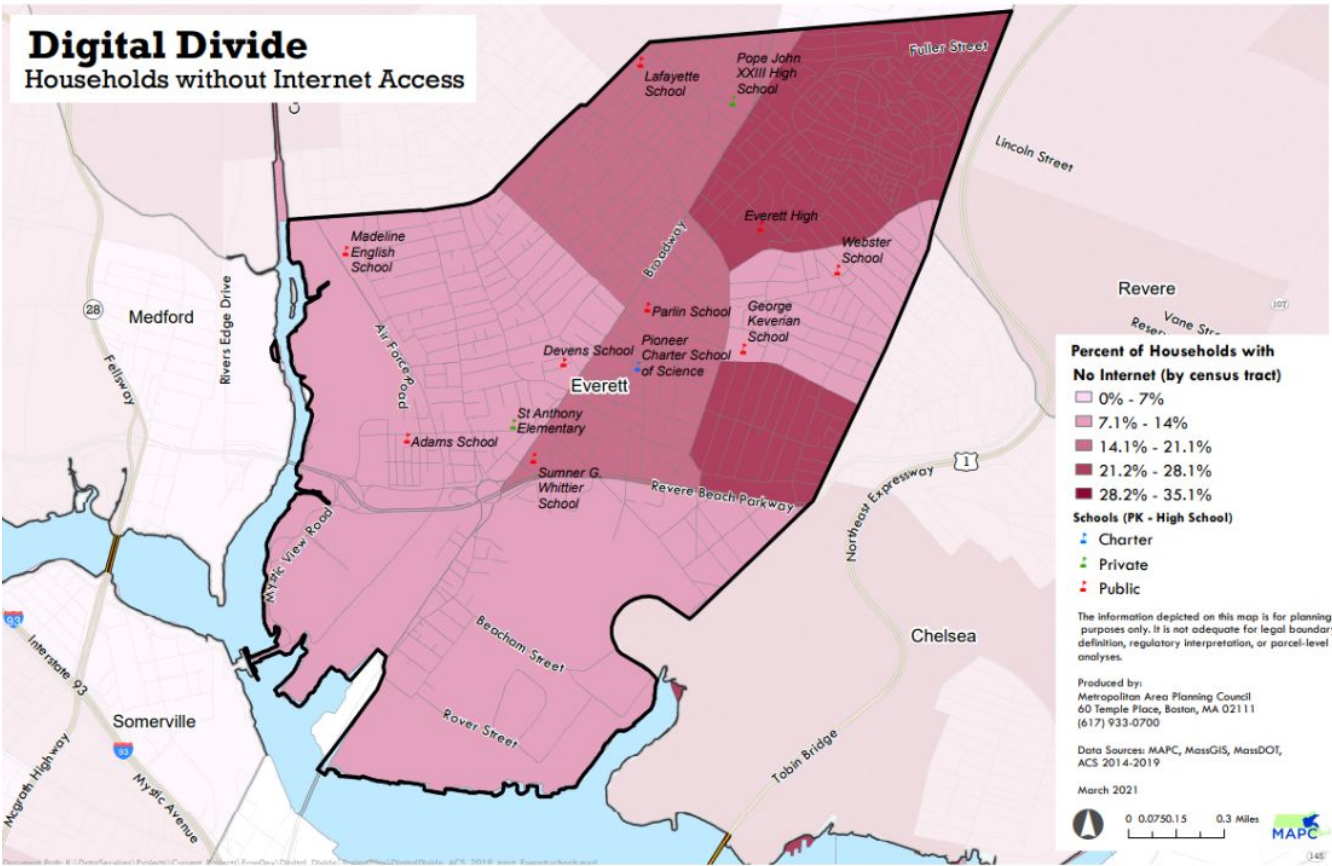 Digital Divide
Households without Internet Access
Fuller Street
Pope John
XXIII High
School
Lafayette
School
Lincoln Street
Everett High
Webster
School
Madeline
English
School
Broadway
Revere
107
Medford
28
Rivers Edge Drive
Fellsway
Air Force Road
Parlin School
George
Keverian
School
Pioneer
Charter School
of Science
Devens School
Everett
St Anthony
Elementary
Adams School
Sumner G.
Whittier
School
Revere Beach Parkway
Northeast Expressway
1
Mystic View Road
Beacham Street
Rover Street
Chelsea
Tobin Bridge
93
Interstate 93
Somerville
93
Mcgrath Highway
Mystic Avenue
Percent of Households with
No Internet (by census tract)
0% - 7%
7.1% - 14%
14.1% - 21.1%
21.2% - 28.1%
28.2% - 35.1%
Schools (PK - High School)
Charter
Private
Public
The information depicted on this map is for planning
purposes only. It is not adequate for legal boundary
definition, regulatory interpretation, or parcel-level
analyses.
Produced by:
Metropolitan Area Planning Council
60 Temple Place, Boston, MA 02111
(617) 933-0700
Data Sources: MAPC, MassGIS, MassDOT,
ACS 2014-2019
March 2021
0 0.0750.15 0.3 Miles
MAPC
145